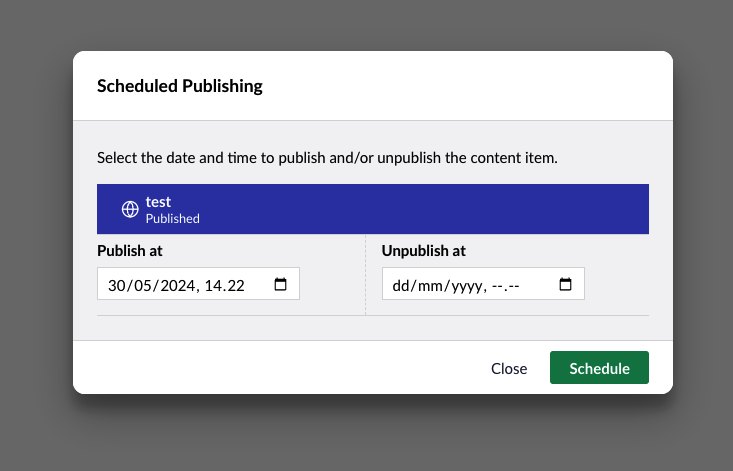 Scheduled Publishing
Select the date and time to publish and/or unpublish the content item.
test
Published
Publish at
30/05/2024, 14.22
Unpublish at
dd/mm/yyyy, --.--
Close
Schedule